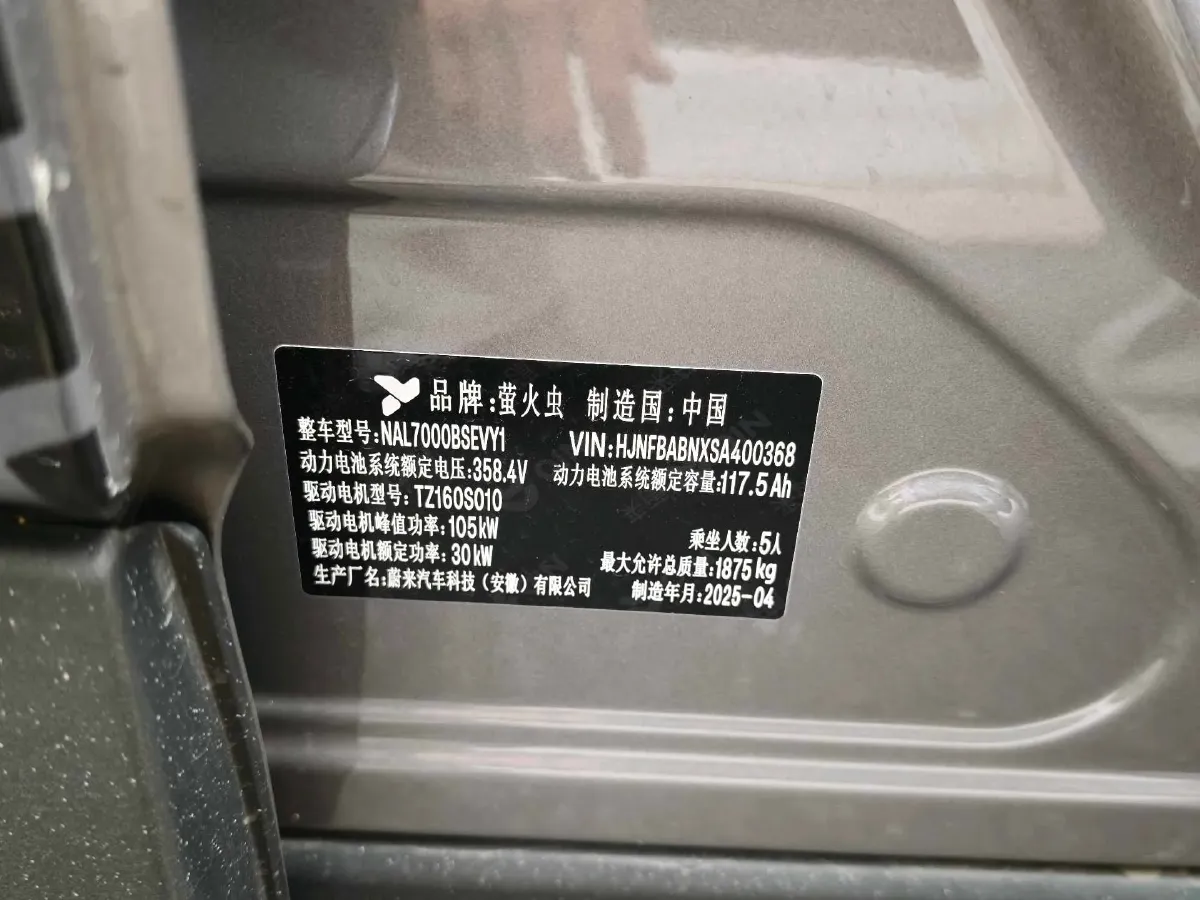 品牌:萤火虫 制造国:中国
整车型号:NAL7000BSEVY1 VIN:HJNFBABNXSA400368
动力电池系统额定电压:358.4V 动力电池系统额定容量:117.5Ah
驱动电机型号:TZ160S010
驱动电机峰值功率:105kW 乘坐人数:5人
驱动电机额定功率:30kW 最大允许总质量:1875kg
生产厂名:蔚来汽车科技（安徽）有限公司 制造年月:2025-04